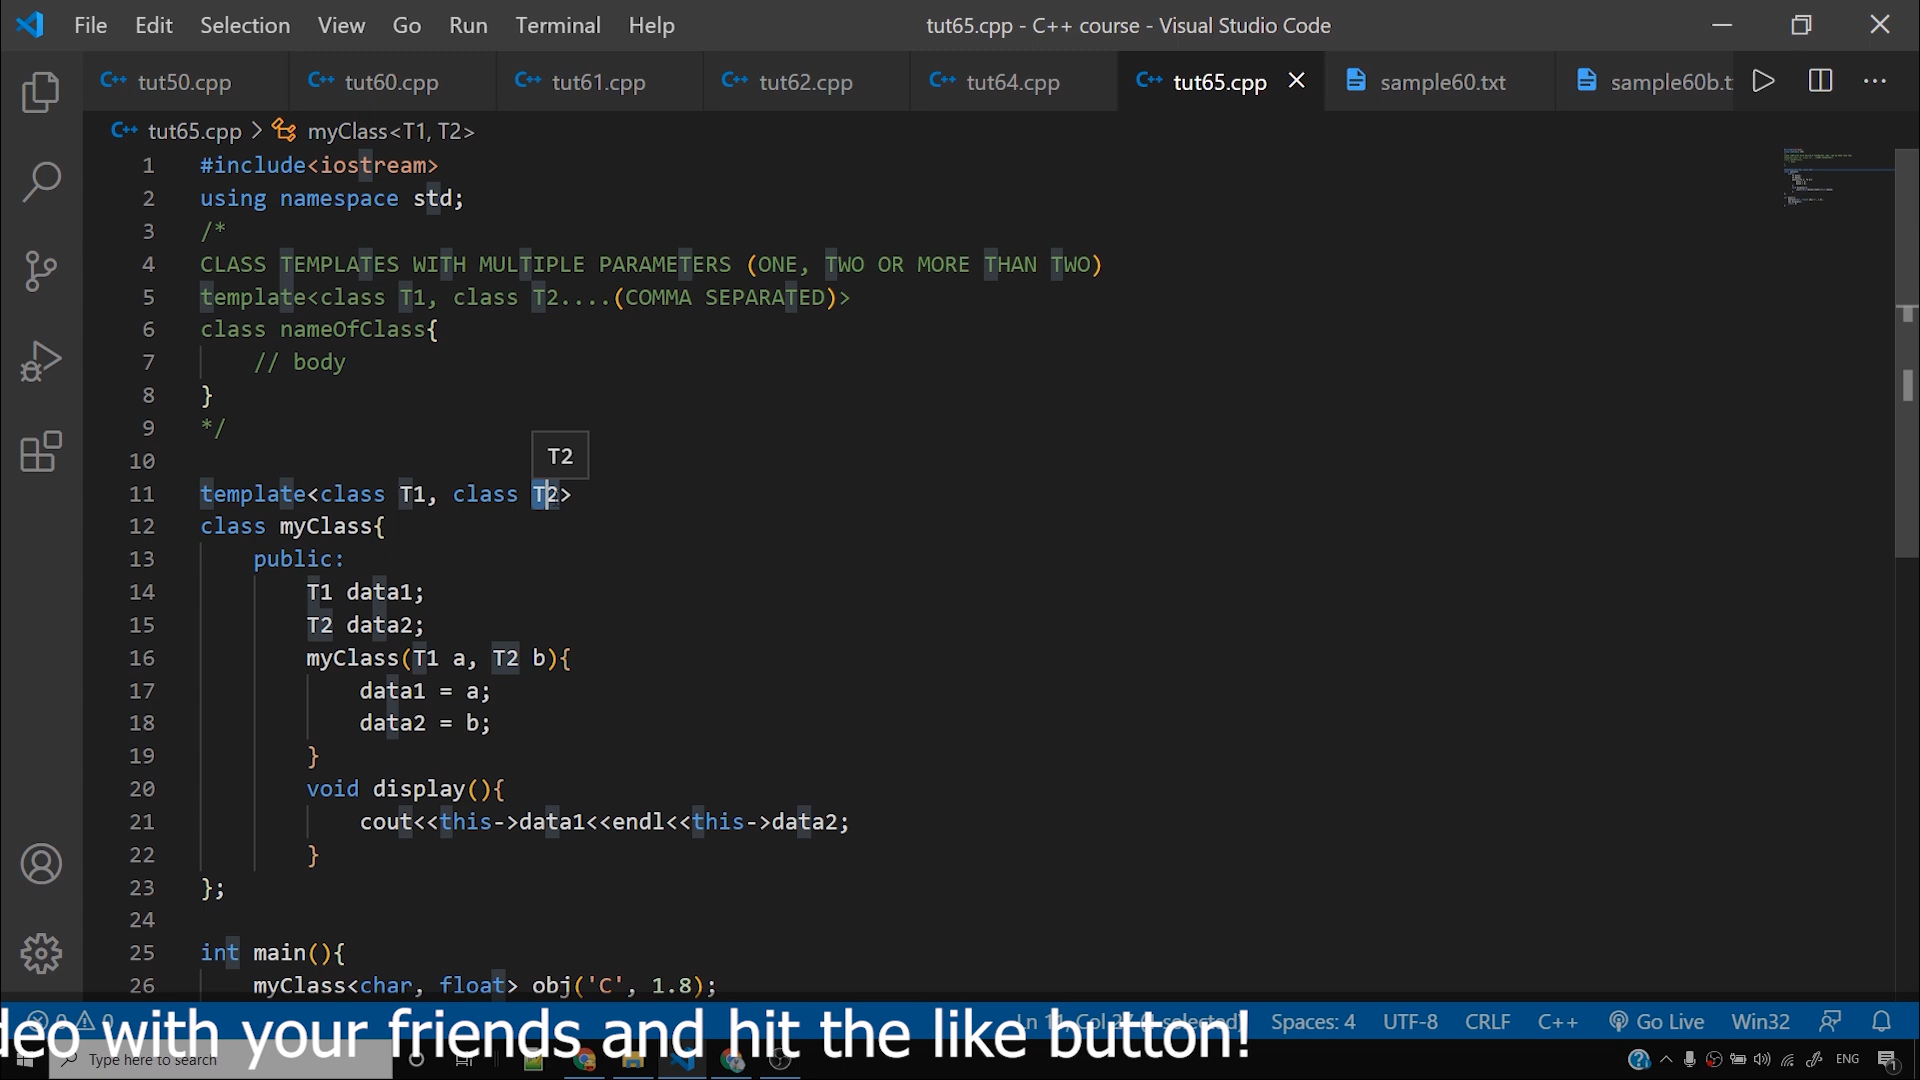 File Edit Selection View Go Run Terminal Help tut65.cpp - C++ course - Visual Studio Code
C++ tut50.cpp C++ tut60.cpp C++ tut61.cpp C++ tut62.cpp C++ tut64.cpp C++ tut65.cpp sample60.txt sample60b.t
C++ tut65.cpp > myClass<T1, T2>
1 #include<iostream>
2 using namespace std;
3 /*
4 CLASS TEMPLATES WITH MULTIPLE PARAMETERS (ONE, TWO OR MORE THAN TWO)
5 template<class T1, class T2....(COMMA SEPARATED)>
6 class nameOfClass{
7 // body
8 }
9 */
T2
10
11 template<class T1, class T2>
12 class myClass{
13 public:
14 T1 data1;
15 T2 data2;
16 myClass(T1 a, T2 b){
17 data1 = a;
18 data2 = b;
19 }
20 void display(){
21 cout<<this->data1<<endl<<this->data2;
22 }
23 };
24
25 int main(){
26 myClass<char, float> obj('C', 1.8);
Spaces: 4 UTF-8 CRLF C++ Go Live Win32
deo with your friends and hit the like button!
Type here to search ENG